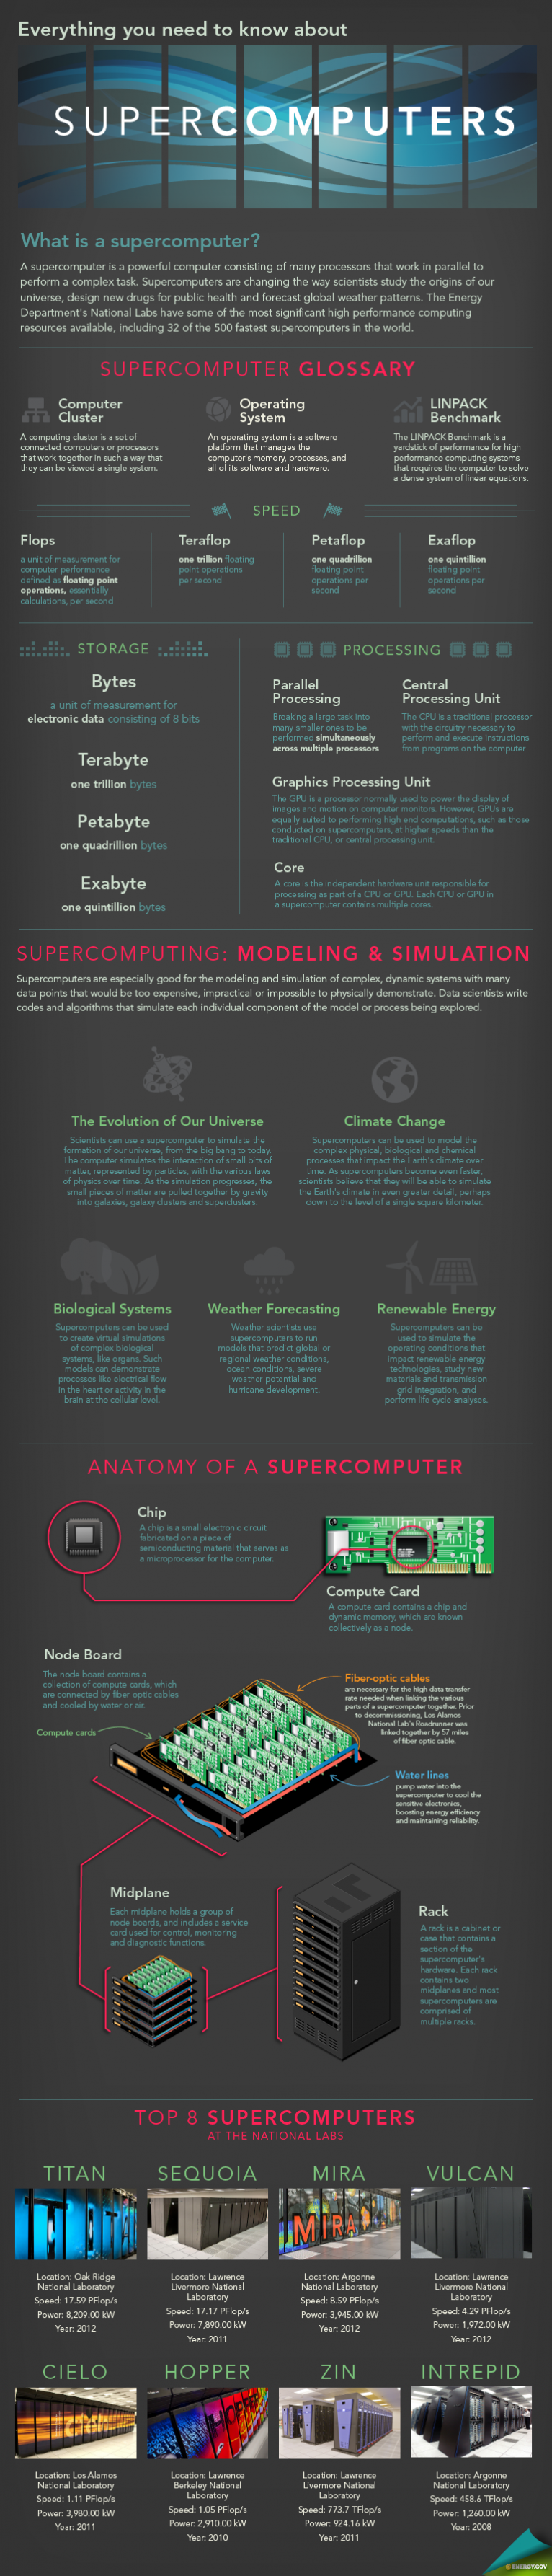 Everything you need to know about
SUPERCOMPUTERS
What is a supercomputer?
A supercomputer is a powerful computer consisting of many processors that work in parallel to
perform a complex task. Supercomputers are changing the way scientists study the origins of our
universe, design new drugs for public health and forecast global weather patterns. The Energy
Department's National Labs have some of the most significant high performance computing
resources available, including 32 of the 500 fastest supercomputers in the world.
SUPERCOMPUTER GLOSSARY
Computer
Cluster
A computing cluster is a set of
connected computers or processors
that work together in such a way that
they can be viewed a single system.
Operating
System
An operating system is a software
platform that manages the
computer's memory, processes, and
all of its software and hardware.
LINPACK
Benchmark
The LINPACK Benchmark is a
yardstick of performance for high
performance computing systems
that requires the computer to solve
a dense system of linear equations.
SPEED
Flops
a unit of measurement for
computer performance
defined as floating point
operations, essentially
calculations, per second
Teraflop
one trillion floating
point operations
per second
Petaflop
one quadrillion
floating point
operations per
second
Exaflop
one quintillion
floating point
operations per
second
STORAGE
Bytes
a unit of measurement for
electronic data consisting of 8 bits
Terabyte
one trillion bytes
Petabyte
one quadrillion bytes
Exabyte
one quintillion bytes
PROCESSING
Parallel
Processing
Breaking a large task into
many smaller ones to be
performed simultaneously
across multiple processors
Central
Processing Unit
The CPU is a traditional processor
with the circuitry necessary to
perform and execute instructions
from programs on the computer
Graphics Processing Unit
The GPU is a processor normally used to power the display of
images and motion on computer monitors. However, GPUs are
equally suited to performing high end computations, such as those
conducted on supercomputers, at higher speeds than the
traditional CPU, or central processing unit.
Core
A core is the independent hardware unit responsible for
processing as part of a CPU or GPU. Each CPU or GPU in
a supercomputer contains multiple cores.
SUPERCOMPUTING: MODELING & SIMULATION
Supercomputers are especially good for the modeling and simulation of complex, dynamic systems with many
data points that would be too expensive, impractical or impossible to physically demonstrate. Data scientists write
codes and algorithms that simulate each individual component of the model or process being explored.
The Evolution of Our Universe
Scientists can use a supercomputer to simulate the
formation of our universe, from the big bang to today.
The computer simulates the interaction of small bits of
matter, represented by particles, with the various laws
of physics over time. As the simulation progresses, the
small pieces of matter are pulled together by gravity
into galaxies, galaxy clusters and superclusters.
Climate Change
Supercomputers can be used to model the
complex physical, biological and chemical
processes that impact the Earth's climate over
time. As supercomputers become even faster,
scientists believe that they will be able to simulate
the Earth's climate in even greater detail, perhaps
down to the level of a single square kilometer.
Biological Systems
Supercomputers can be used
to create virtual simulations
of complex biological
systems, like organs. Such
models can demonstrate
processes like electrical flow
in the heart or activity in the
brain at the cellular level.
Weather Forecasting
Weather scientists use
supercomputers to run
models that predict global or
regional weather conditions,
ocean conditions, severe
weather potential and
hurricane development.
Renewable Energy
Supercomputers can be
used to simulate the
operating conditions that
impact renewable energy
technologies, study new
materials and transmission
grid integration, and
perform life cycle analyses.
ANATOMY OF A SUPERCOMPUTER
Chip
A chip is a small electronic circuit
fabricated on a piece of
semiconducting material that serves as
a microprocessor for the computer.
Compute Card
A compute card contains a chip and
dynamic memory, which are known
collectively as a node.
Node Board
The node board contains a
collection of compute cards, which
are connected by fiber optic cables
and cooled by water or air.
Compute cards
Fiber-optic cables
are necessary for the high data transfer
rate needed when linking the various
parts of a supercomputer together. Prior
to decommissioning, Los Alamos
National Lab's Roadrunner was
linked together by 57 miles
of fiber optic cable.
Water lines
pump water into the
supercomputer to cool the
sensitive electronics,
boosting energy efficiency
and maintaining reliability.
Midplane
Each midplane holds a group of
node boards, and includes a service
card used for control, monitoring
and diagnostic functions.
Rack
A rack is a cabinet or
case that contains a
section of the
supercomputer's
hardware. Each rack
contains two
midplanes and most
supercomputers are
comprised of
multiple racks.
TOP 8 SUPERCOMPUTERS
AT THE NATIONAL LABS
TITAN
Location: Oak Ridge
National Laboratory
Speed: 17.59 PFlop/s
Power: 8,209.00 kW
Year: 2012
SEQUOIA
Location: Lawrence
Livermore National
Laboratory
Speed: 17.17 PFlop/s
Power: 7,890.00 kW
Year: 2011
MIRA
MIRA
Location: Argonne
National Laboratory
Speed: 8.59 PFlop/s
Power: 3,945.00 kW
Year: 2012
VULCAN
Location: Lawrence
Livermore National
Laboratory
Speed: 4.29 PFlop/s
Power: 1,972.00 kW
Year: 2012
CIELO
Location: Los Alamos
National Laboratory
Speed: 1.11 PFlop/s
Power: 3,980.00 kW
Year: 2011
HOPPER
Location: Lawrence
Berkeley National
Laboratory
Speed: 1.05 PFlop/s
Power: 2,910.00 kW
Year: 2010
ZIN
Location: Lawrence
Livermore National
Laboratory
Speed: 773.7 TFlop/s
Power: 924.16 kW
Year: 2011
INTREPID
Location: Argonne
National Laboratory
Speed: 458.6 TFlop/s
Power: 1,260.00 kW
Year: 2008
ENERGY.GOV